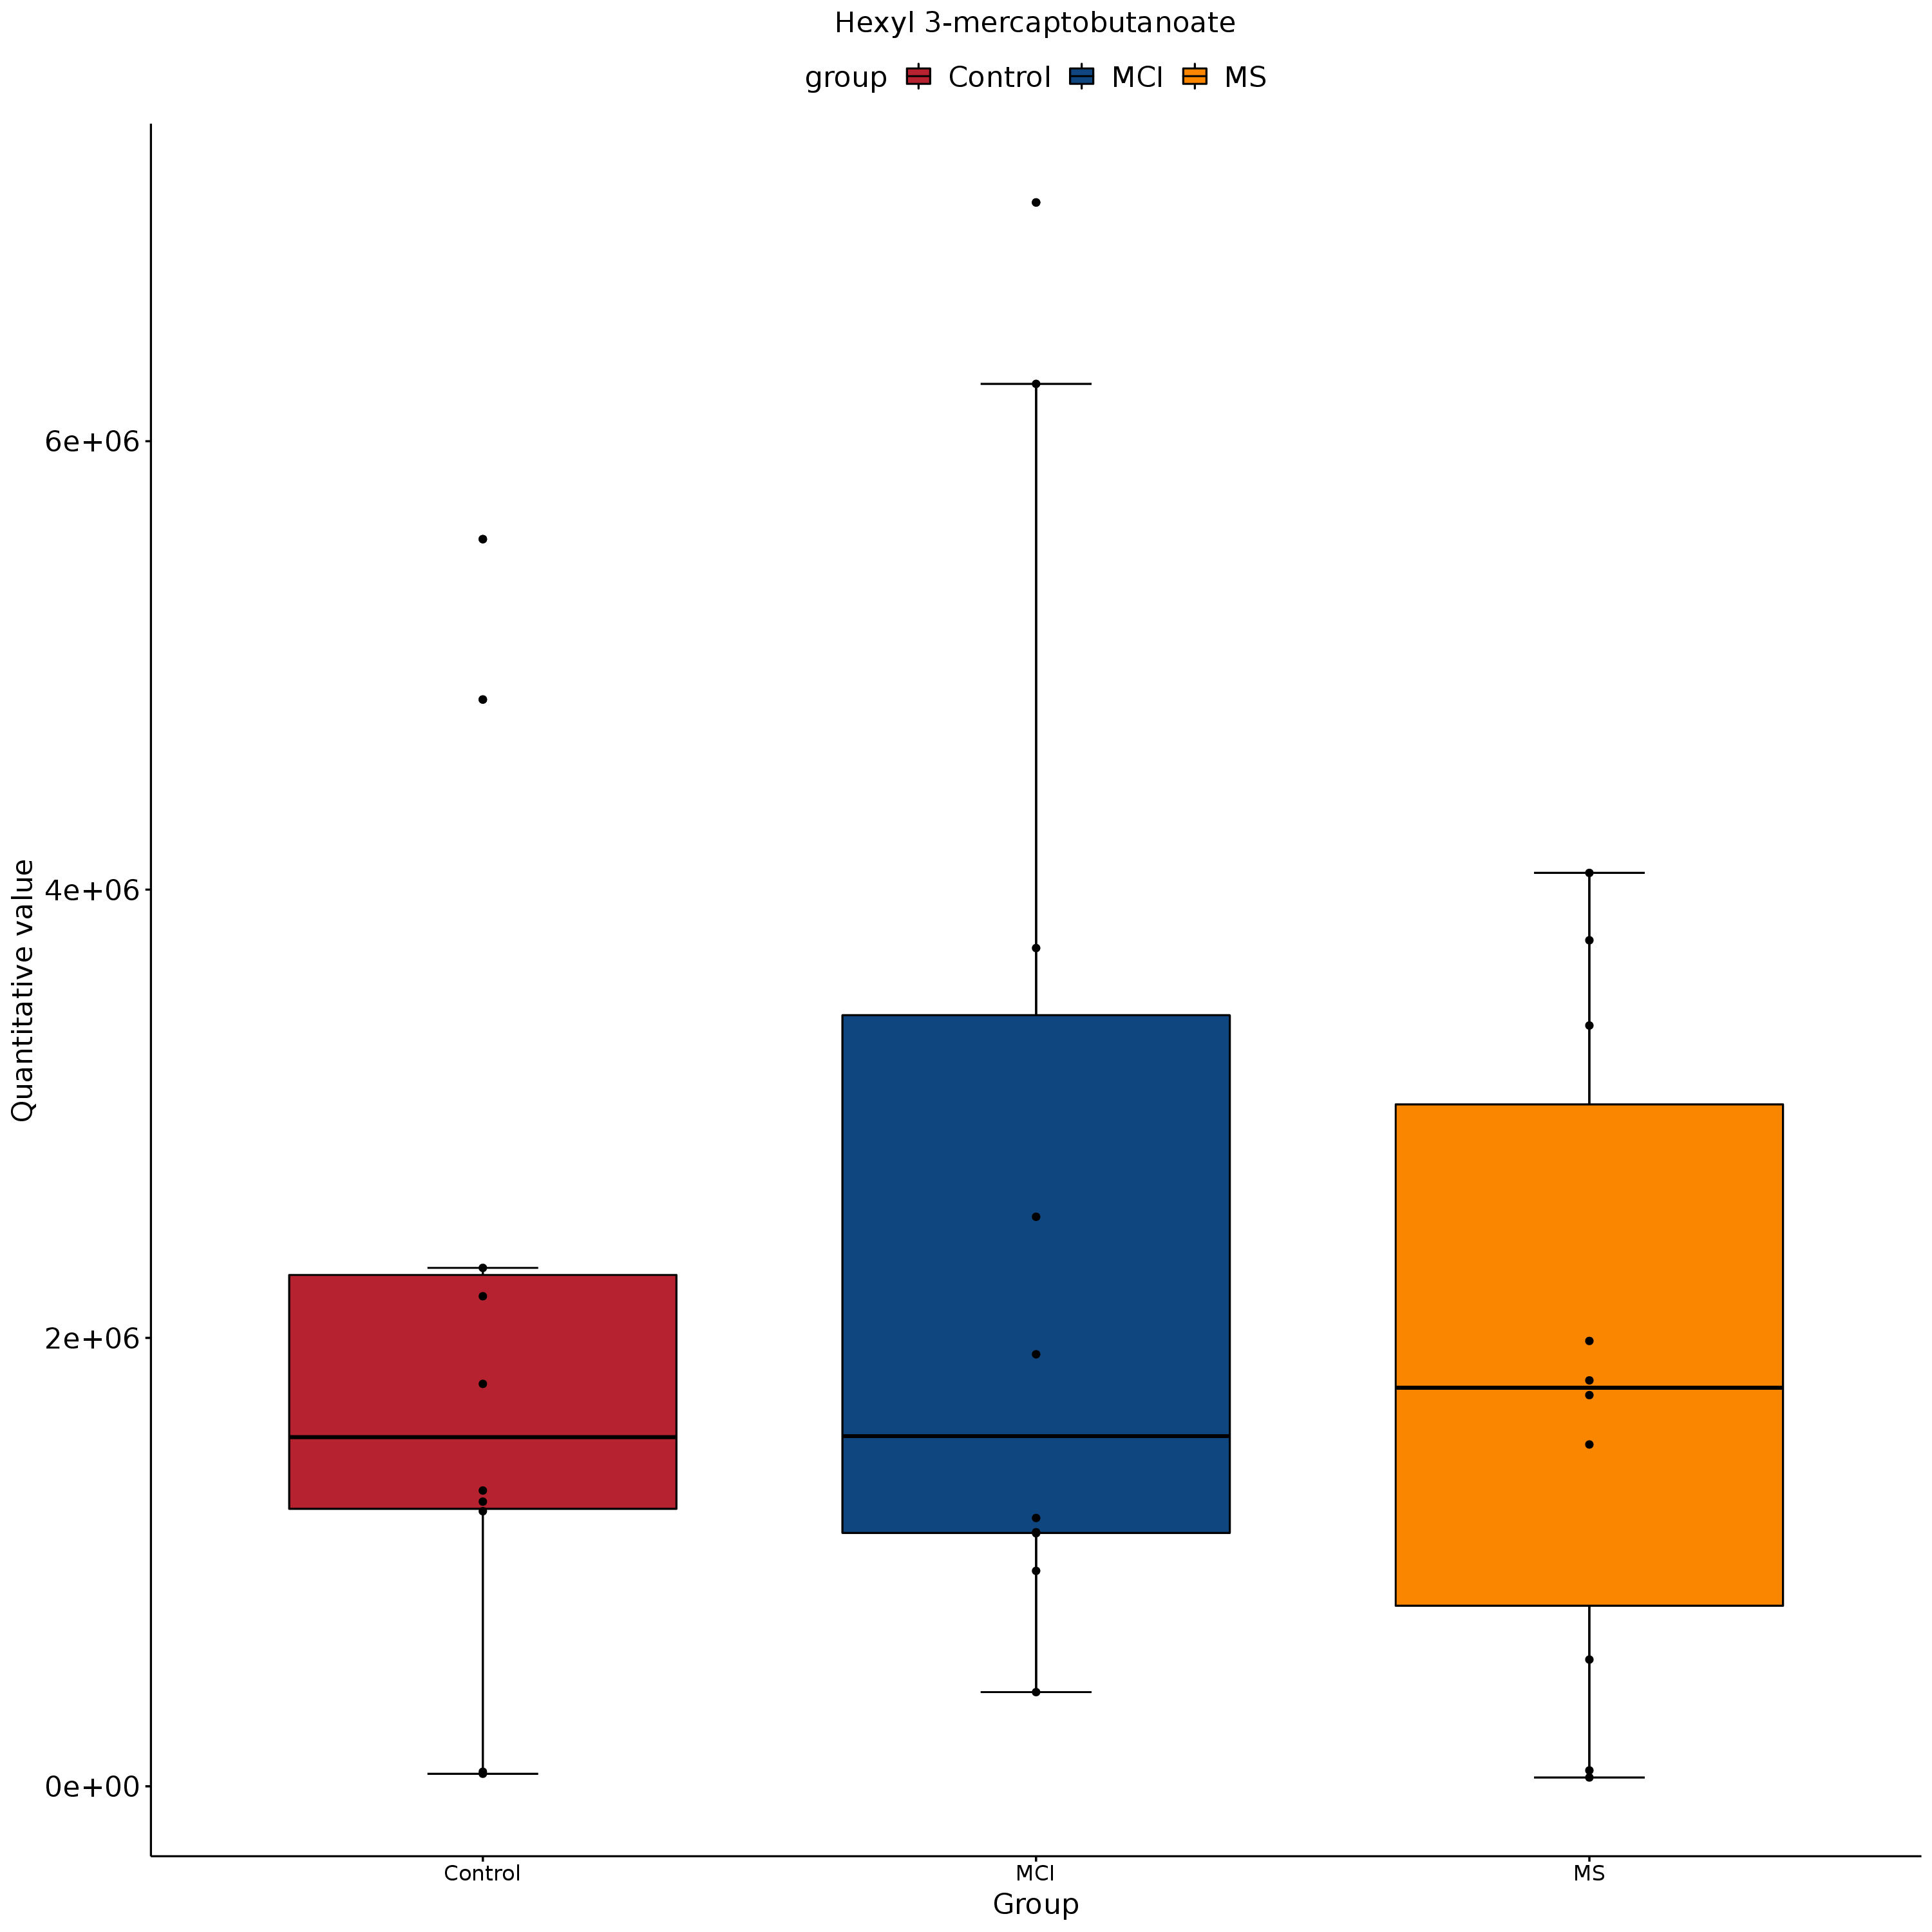 Hexyl 3-mercaptobutanoate
group Control MCI MS
6e+06
4e+06
2e+06
0e+00
Quantitative value
Control MCI MS
Group